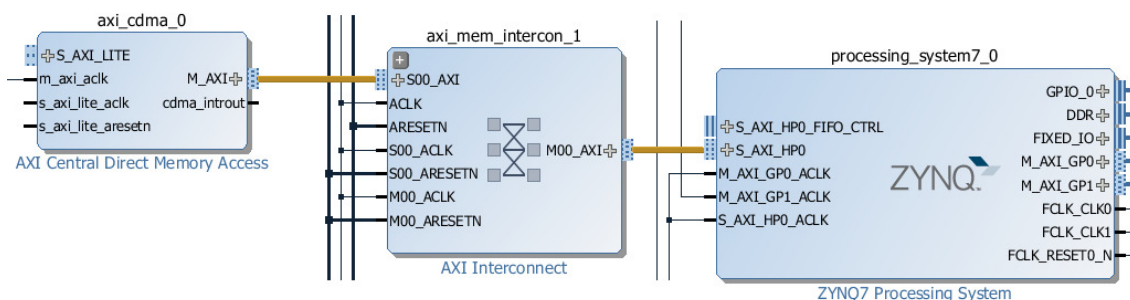 axi_cdma_0
S_AXI_LITE
m_axi_aclk
M_AXI
s_axi_lite_aclk
cdma_introut
s_axi_lite_aresetn
AXI Central Direct Memory Access
axi_mem_intercon_1
S00_AXI
ACLK
ARESETN
S00_ACLK
M00_AXI
S00_ARESETN
M00_ACLK
M00_ARESETN
AXI Interconnect
processing_system7_0
GPIO_0
DDR
S_AXI_HP0_FIFO_CTRL
FIXED_IO
S_AXI_HP0
M_AXI_GP0
M_AXI_GP0_ACLK
ZYNQ
M_AXI_GP1
M_AXI_GP1_ACLK
FCLK_CLK0
S_AXI_HP0_ACLK
FCLK_CLK1
FCLK_RESET0_N
ZYNQ7 Processing System